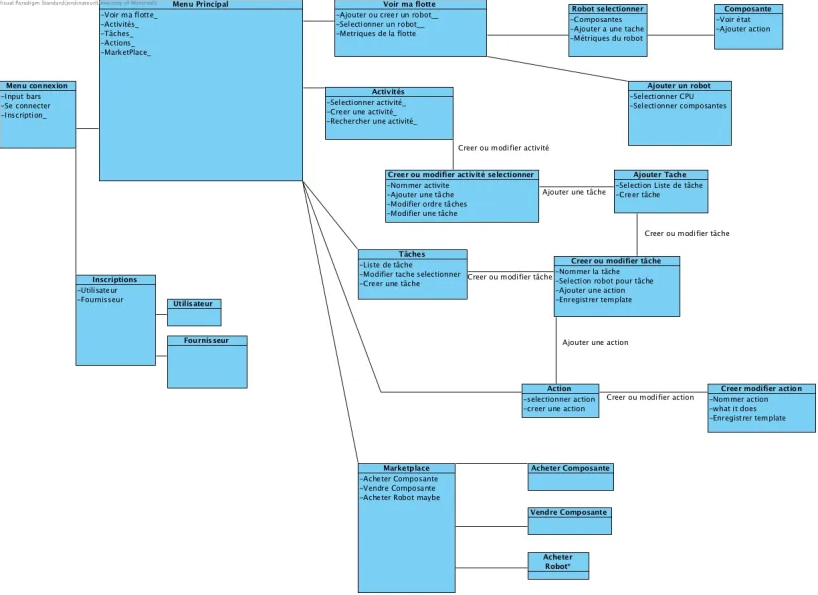 Visual Paradigm Standard(jeridinateur(Univercopy of Montreal))
Menu Principal
-Voir ma flotte_
-Activités_
-Tâches_
-Actions_
-MarketPlace_
Voir ma flotte
-Ajouter ou creer un robot__
-Selectionner un robot__
-Metriques de la flotte
Robot selectionner
-Composantes
-Ajouter a une tache
-Métriques du robot
Composante
-Voir état
-Ajouter action
Menu connexion
-Input bars
-Se connecter
-Inscription_
Activités
-Selectionner activité_
-Creer une activité_
-Rechercher une activité_
Ajouter un robot
-Selectionner CPU
-Selectionner composantes
Creer ou modifier activité
Creer ou modifier activité selectionner
-Nommer activite
-Ajouter une tâche
-Modifier ordre tâches
-Modifier une tâche
Ajouter une tâche
Ajouter Tache
-Selection Liste de tâche
-Creer tâche
Creer ou modifier tâche
Tâches
-Liste de tâche
-Modifier tache selectionner
-Creer une tâche
Creer ou modifier tâche
Creer ou modifier tâche
-Nommer la tâche
-Selection robot pour tâche
-Ajouter une action
-Enregistrer template
Inscriptions
-Utilisateur
-Fournisseur
Utilisateur
Fournisseur
Ajouter une action
Action
-selectionner action
-creer une action
Creer ou modifier action
Creer modifier action
-Nommer action
-what it does
-Enregistrer template
Marketplace
-Acheter Composante
-Vendre Composante
-Acheter Robot maybe
Acheter Composante
Vendre Composante
Acheter
Robot*